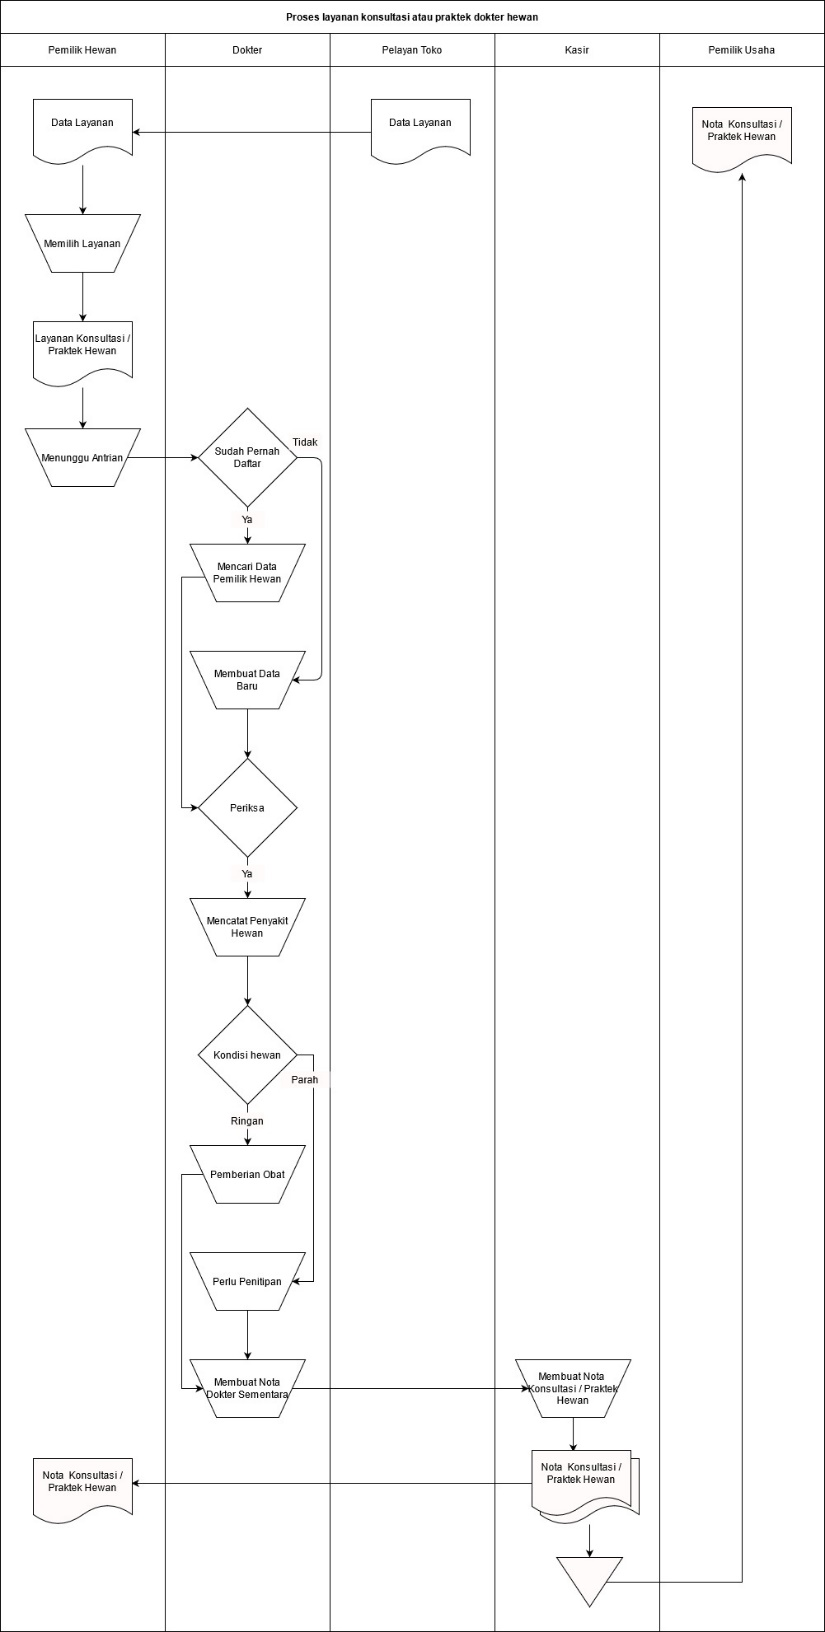 Proses layanan konsultasi atau praktek dokter hewan
Pemilik Hewan
Dokter
Pelayan Toko
Kasir
Pemilik Usaha
Data Layanan
Data Layanan
Nota Konsultasi /
Praktek Hewan
Memilih Layanan
Layanan Konsultasi /
Praktek Hewan
Menunggu Antrian
Sudah Pernah
Daftar
Tidak
Ya
Mencari Data
Pemilik Hewan
Membuat Data
Baru
Periksa
Ya
Mencatat Penyakit
Hewan
Kondisi hewan
Parah
Ringan
Pemberian Obat
Perlu Penitipan
Membuat Nota
Dokter Sementara
Membuat Nota
Konsultasi / Praktek
Hewan
Nota Konsultasi /
Praktek Hewan
Nota Konsultasi /
Praktek Hewan